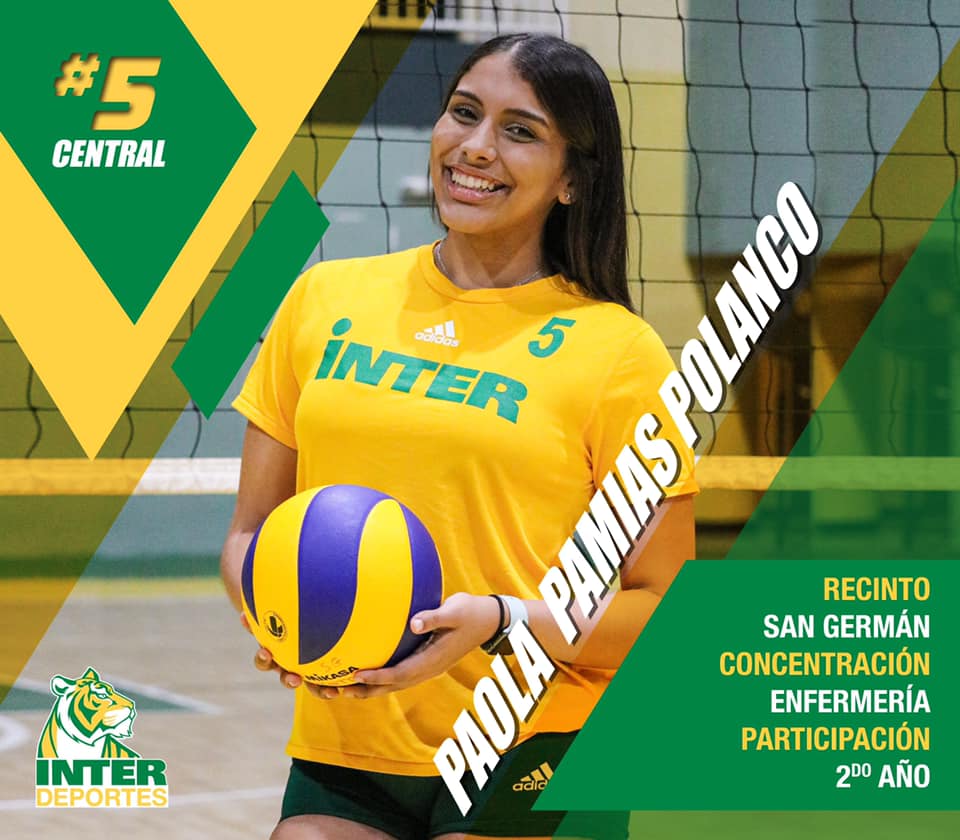 #5
CENTRAL
adidas
5
INTER
PAOLA PAMIAS POLANCO
MIKASA
adidas
RECINTO
SAN GERMÁN
CONCENTRACIÓN
ENFERMERÍA
PARTICIPACIÓN
2DO AÑO
INTER
DEPORTES